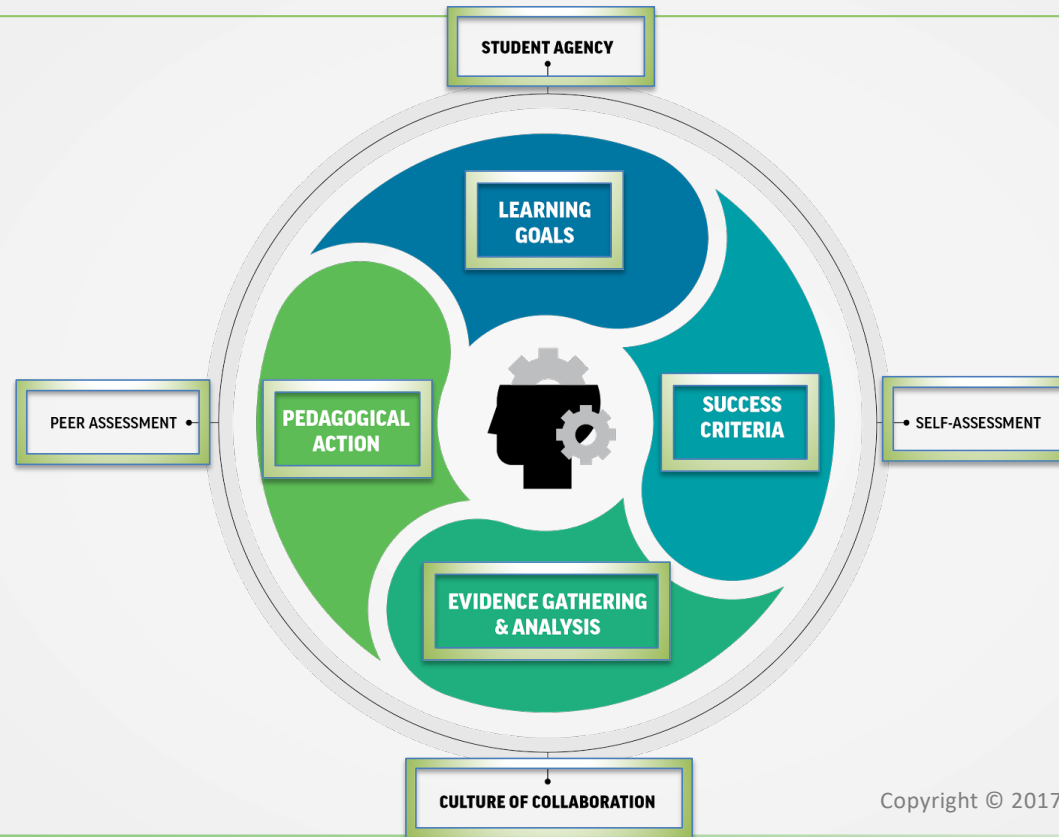 STUDENT AGENCY
LEARNING
GOALS
PEER ASSESSMENT
PEDAGOGICAL
ACTION
SUCCESS
CRITERIA
SELF-ASSESSMENT
EVIDENCE GATHERING
& ANALYSIS
CULTURE OF COLLABORATION
Copyright © 2017